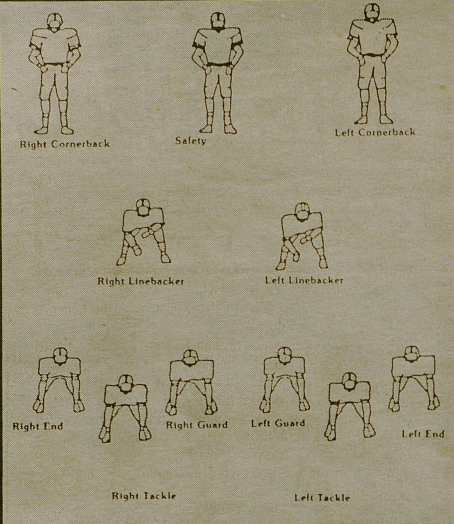 Right Cornerback
Safety
Left Cornerback
Right Linebacker
Left Linebacker
Right End
Right Guard
Left Guard
Left End
Right Tackle
Left Tackle